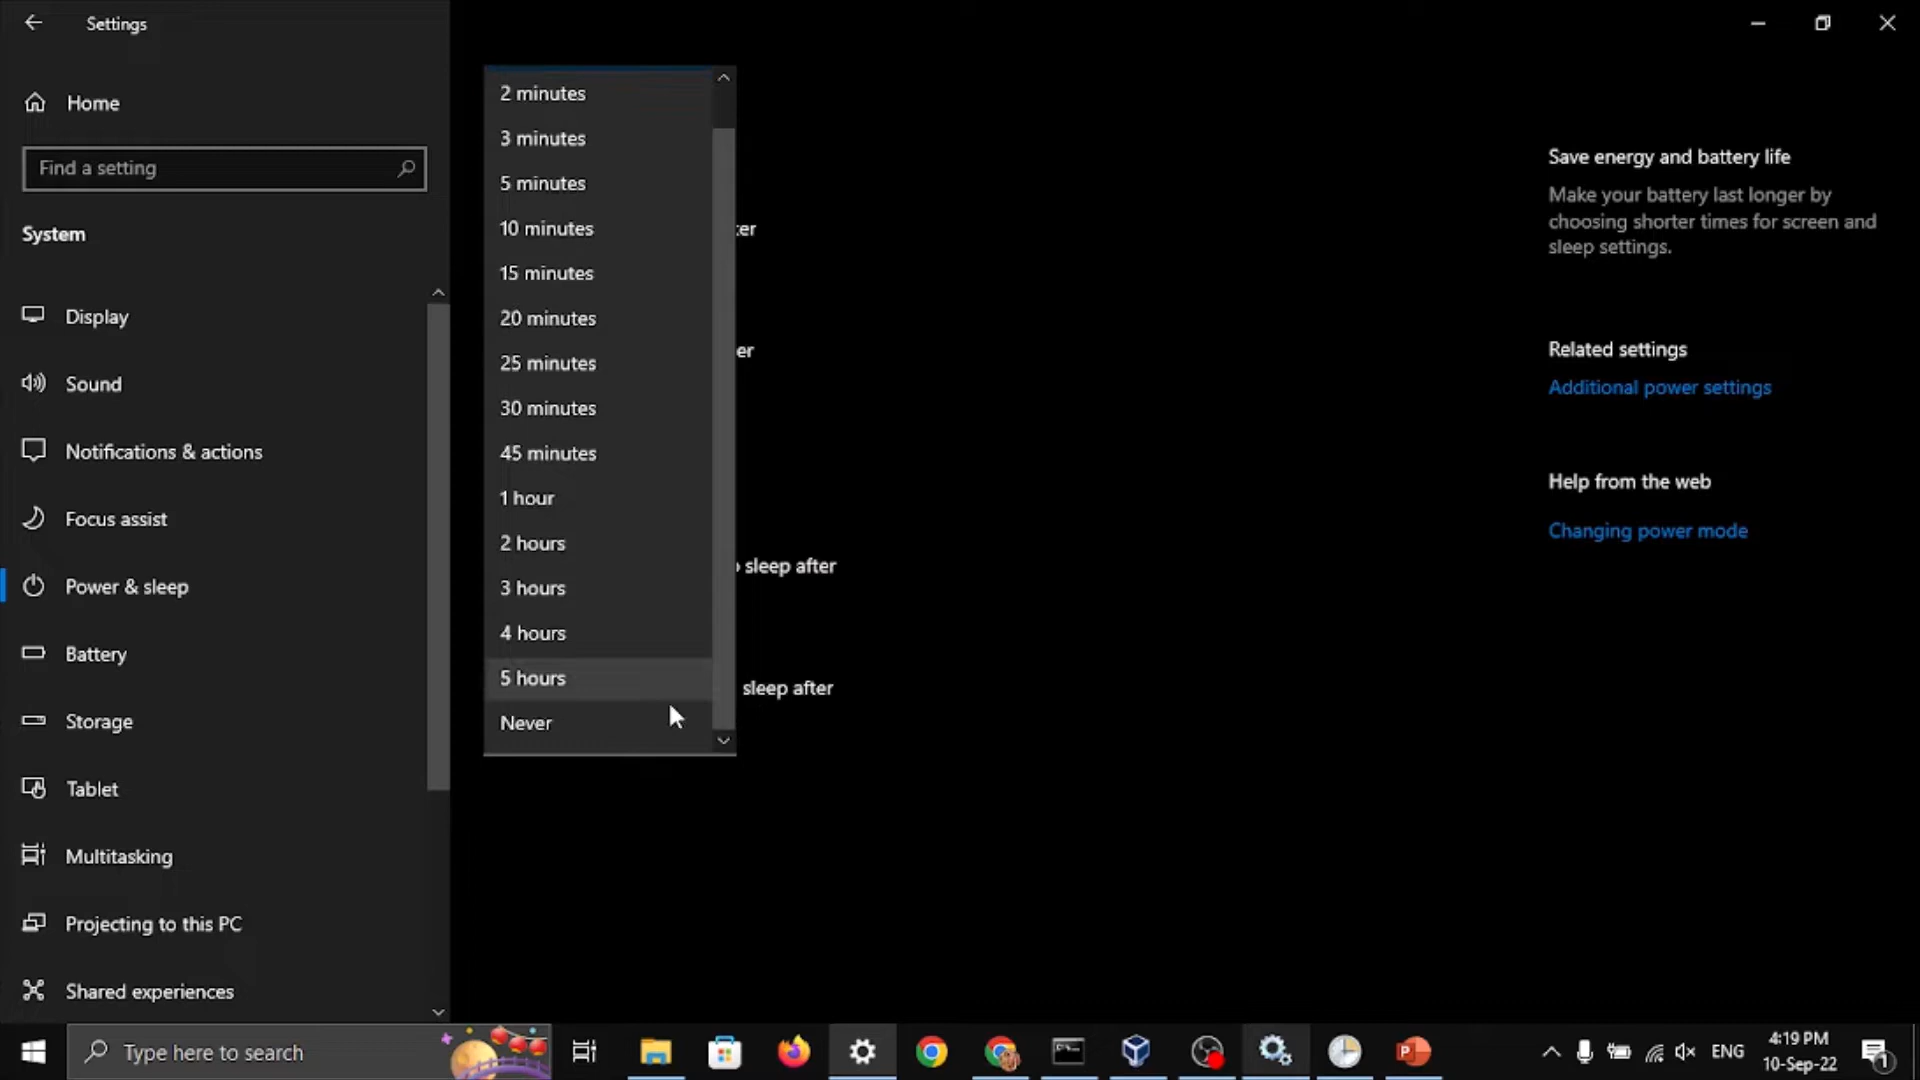 Settings
Home
Find a setting
System
Display
Sound
Notifications & actions
Focus assist
Power & sleep
Battery
Storage
Tablet
Multitasking
Projecting to this PC
Shared experiences
2 minutes
3 minutes
5 minutes
10 minutes
15 minutes
20 minutes
25 minutes
30 minutes
45 minutes
1 hour
2 hours
3 hours
4 hours
5 hours
Never
ter
er
sleep after
sleep after
Save energy and battery life
Make your battery last longer by
choosing shorter times for screen and
sleep settings.
Related settings
Additional power settings
Help from the web
Changing power mode
Type here to search
ENG
4:19 PM
10-Sep-22
1